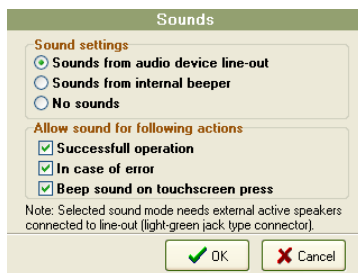 Sounds
Sound settings
Sounds from audio device line-out
Sounds from internal beeper
No sounds
Allow sound for following actions
Successfull operation
In case of error
Beep sound on touchscreen press
Note: Selected sound mode needs external active speakers
connected to line-out (light-green jack type connector).
OK
Cancel